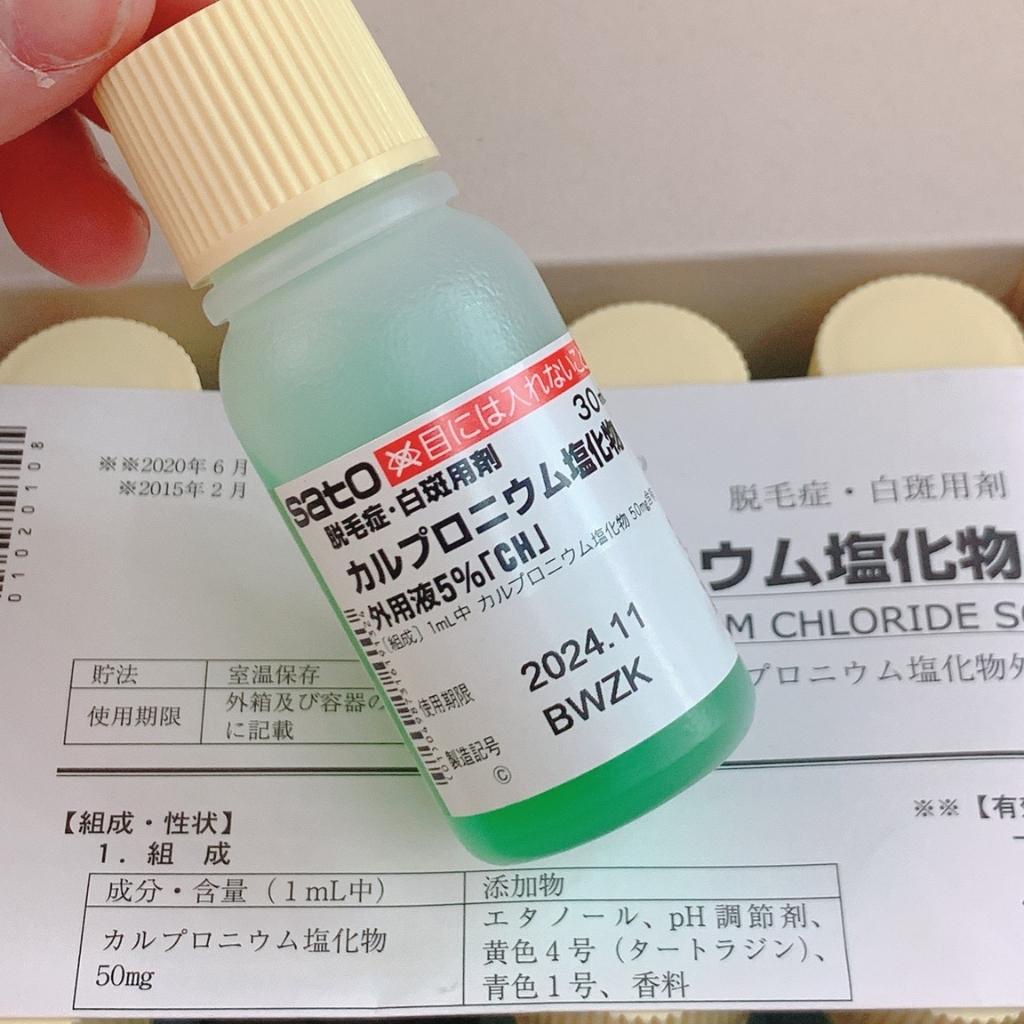 目には入れないこと
30
sato
脱毛症・白斑用剤
カルプロニウム塩化物
外用液5%「CH」
〔組成〕1mL中 カルプロニウム塩化物 50mg
使用期限
2024.11
製造記号
BWZK
©
01020108
※※2020年6月
※2015年2月
脱毛症・白斑用剤
ウム塩化物
M CHLORIDE
プロニウム塩化物
貯法
室温保存
使用期限
外箱及び容器の
に記載
【組成・性状】
1．組 成
成分・含量（1mL中）
添加物
カルプロニウム塩化物
50mg
エタノール、pH調節剤、
黄色4号（タートラジン）、
青色1号、香料
※※【有